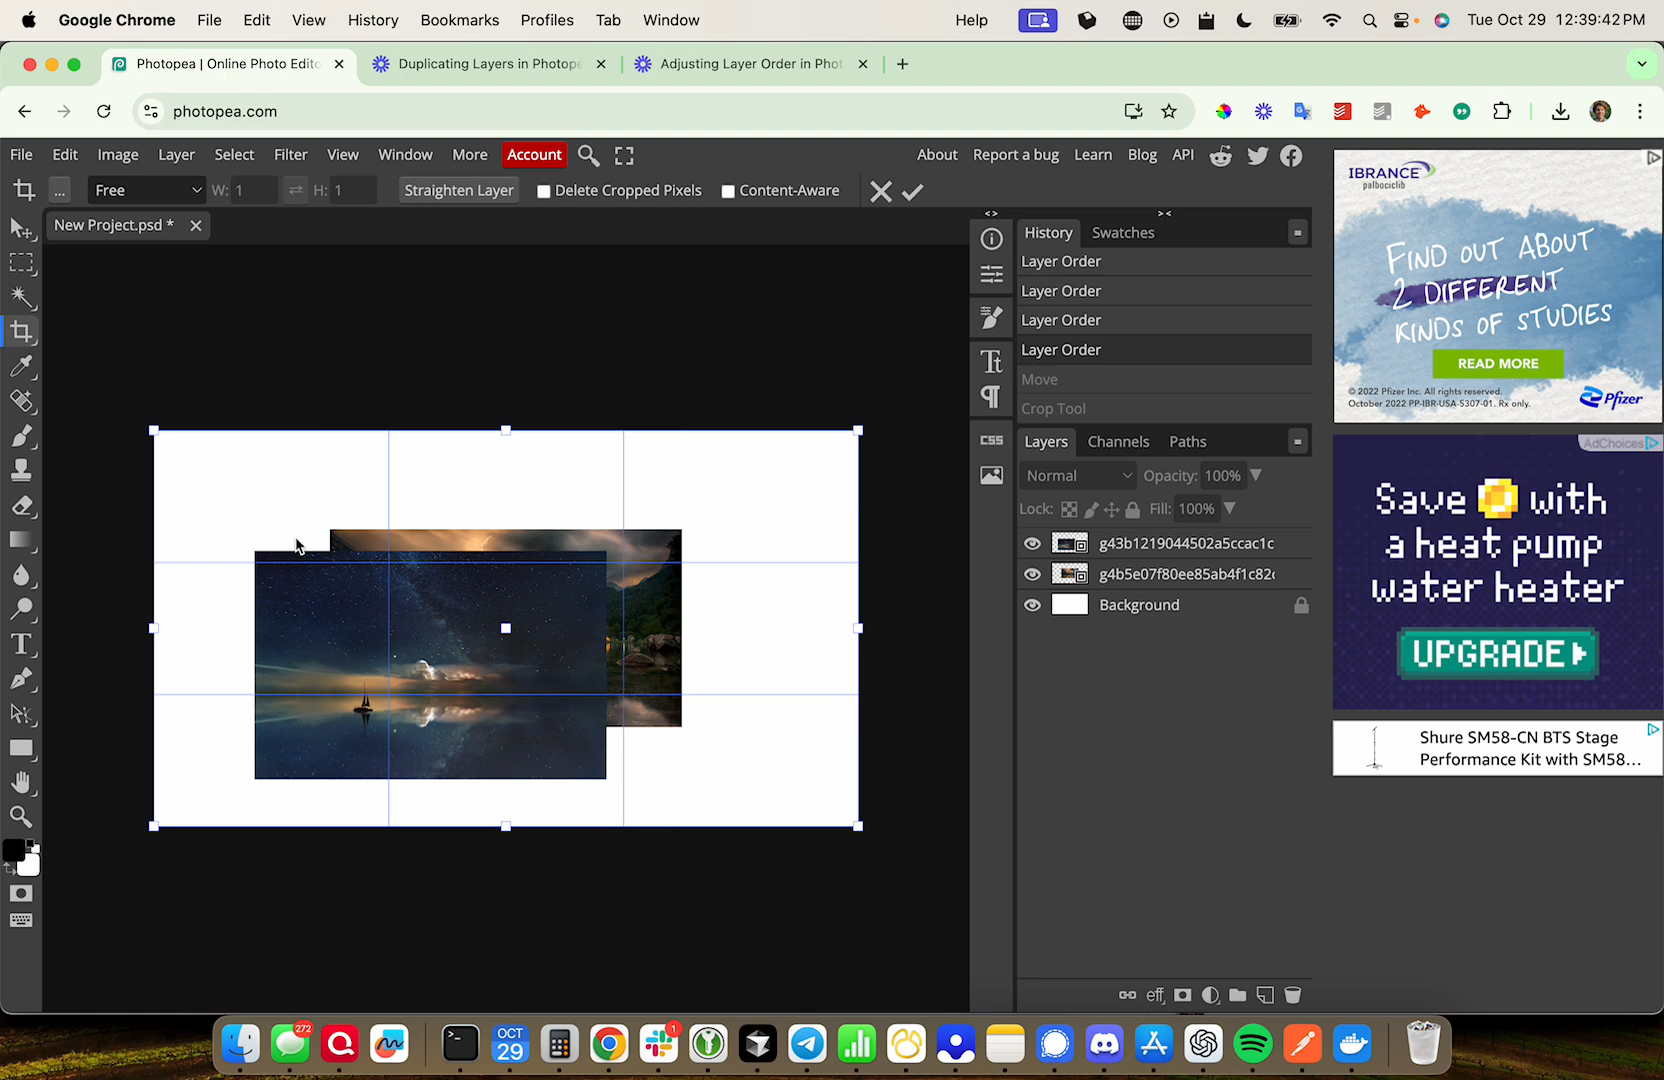 Google Chrome File Edit View History Bookmarks Profiles Tab Window Help Tue Oct 29 12:39:42 PM
Photopea | Online Photo Edito
Duplicating Layers in Photope
Adjusting Layer Order in Phot
photopea.com
File Edit Image Layer Select Filter View Window More Account About Report a bug Learn Blog API
... Free W: 1 H: 1 Straighten Layer Delete Cropped Pixels Content-Aware
New Project.psd *
History Swatches
Layer Order
Layer Order
Layer Order
Layer Order
Move
Crop Tool
Layers Channels Paths
Normal Opacity: 100%
Lock: Fill: 100%
g43b1219044502a5ccac1c
g4b5e07f80ee85ab4f1c82
Background
CSS
eff
IBRANCE
palbociclib
FIND OUT ABOUT
2 DIFFERENT
KINDS OF STUDIES
READ MORE
© 2022 Pfizer Inc. All rights reserved.
October 2022 PP-IBR-USA-5307-01. Rx only.
Pfizer
AdChoices
Save with
a heat pump
water heater
UPGRADE
Shure SM58-CN BTS Stage
Performance Kit with SM58...
272
OCT
29
1